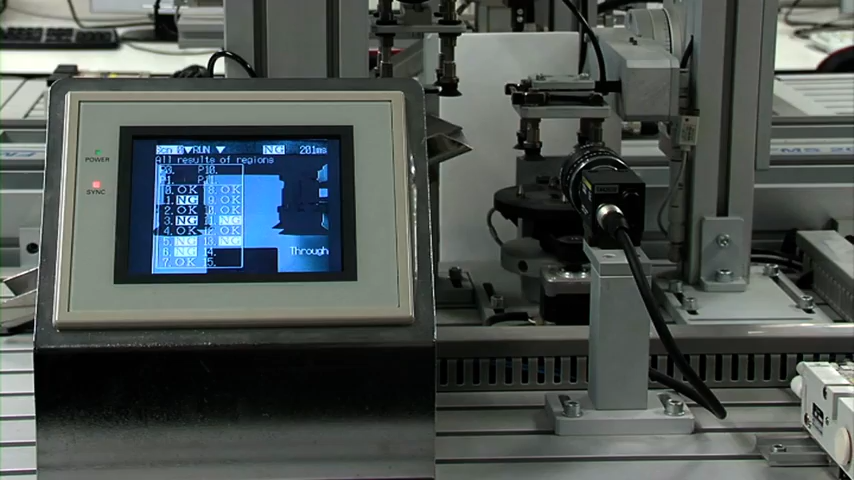 POWER
SYNC
RUN ▼ NG 201ms
All results of regions
P10.
P11.
0. OK 8. OK
1. NG 9. OK
2. OK 10. OK
3. NG 11. NG
4. OK 12. OK
5. NG 13. NG
6. NG 14.
7. OK 15.
Through